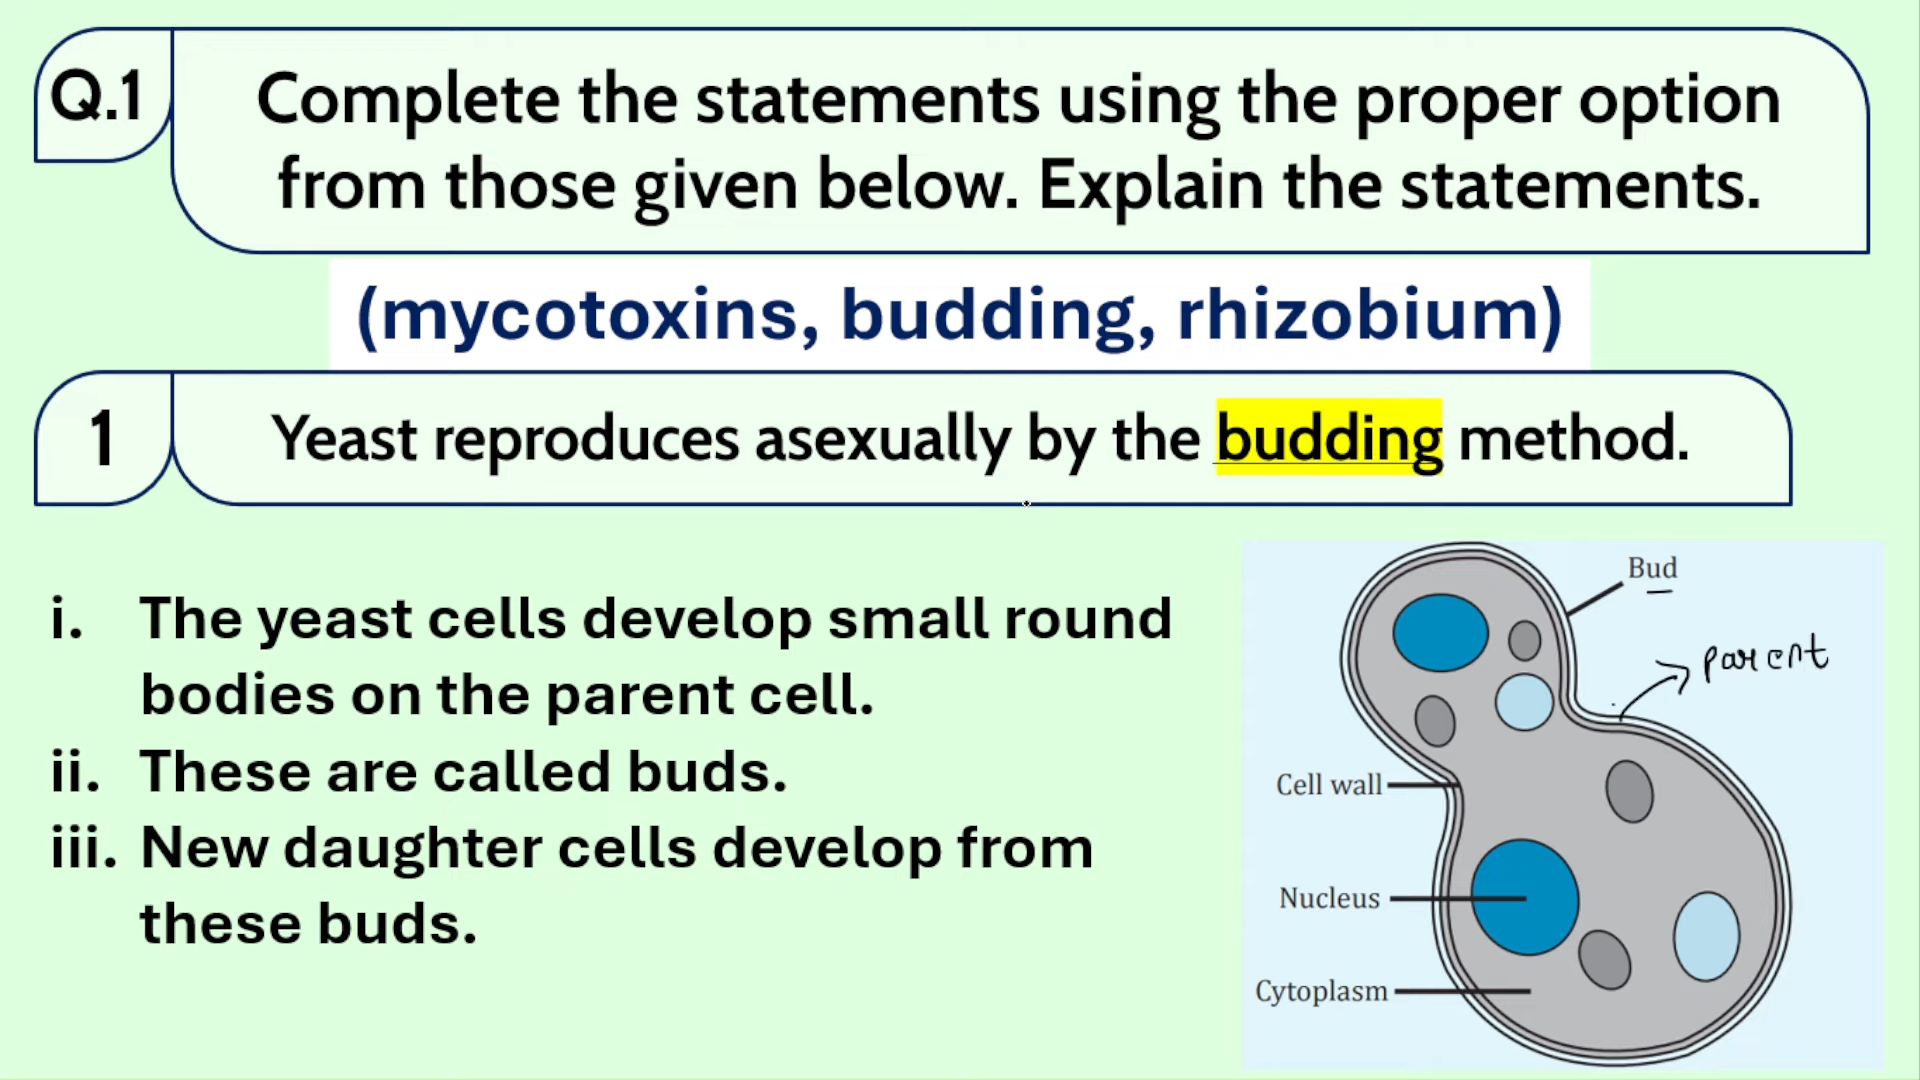 Q.1
Complete the statements using the proper option
from those given below. Explain the statements.
(mycotoxins, budding, rhizobium)
1
Yeast reproduces asexually by the budding method.
i. The yeast cells develop small round
bodies on the parent cell.
ii. These are called buds.
iii. New daughter cells develop from
these buds.
Bud
parent
Cell wall
Nucleus
Cytoplasm